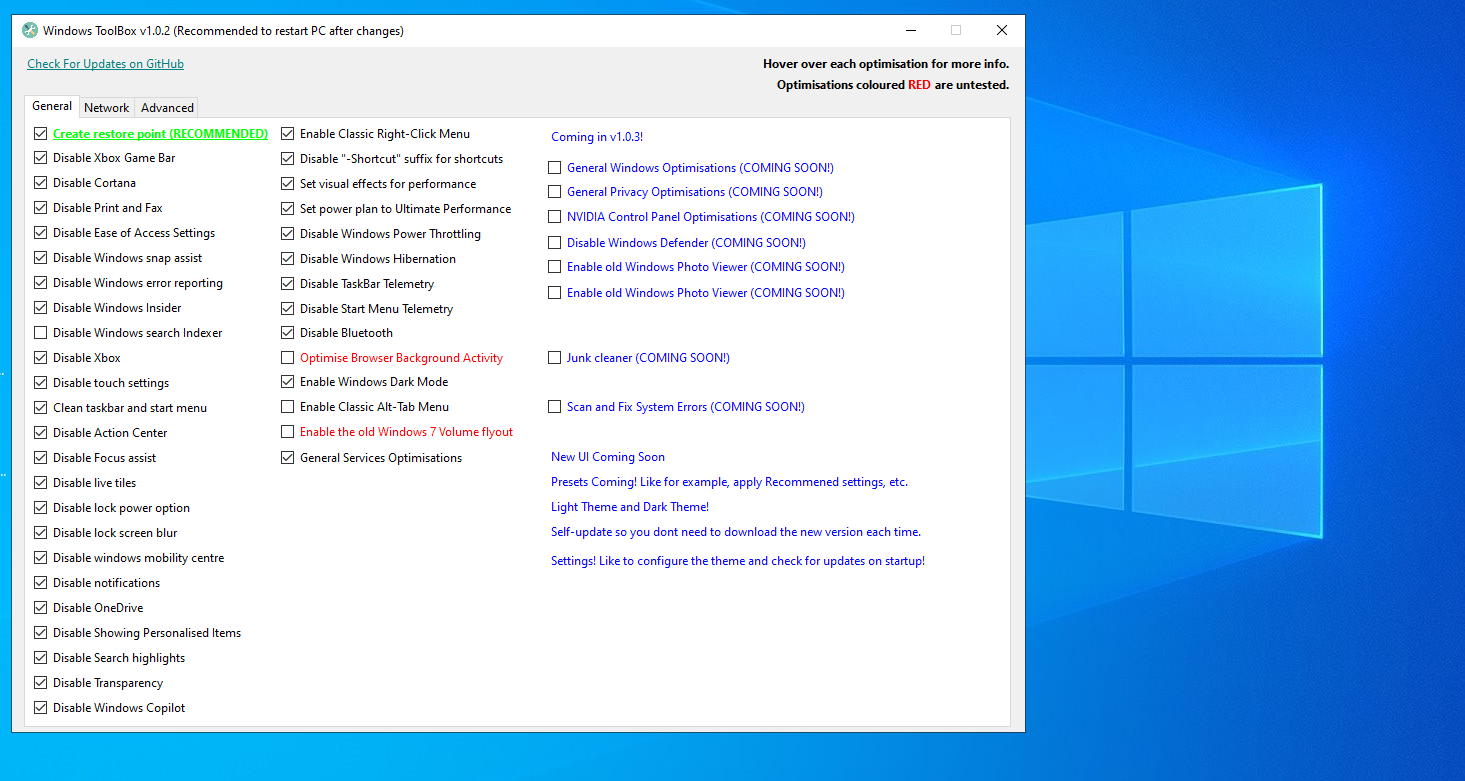 Windows ToolBox v1.0.2 (Recommended to restart PC after changes)
Check For Updates on GitHub
Hover over each optimisation for more info.
Optimisations coloured RED are untested.
General
Network
Advanced
Create restore point (RECOMMENDED)
Disable Xbox Game Bar
Disable Cortana
Disable Print and Fax
Disable Ease of Access Settings
Disable Windows snap assist
Disable Windows error reporting
Disable Windows Insider
Disable Windows search Indexer
Disable Xbox
Disable touch settings
Clean taskbar and start menu
Disable Action Center
Disable Focus assist
Disable live tiles
Disable lock power option
Disable lock screen blur
Disable windows mobility centre
Disable notifications
Disable OneDrive
Disable Showing Personalised Items
Disable Search highlights
Disable Transparency
Disable Windows Copilot
Enable Classic Right-Click Menu
Disable "-Shortcut" suffix for shortcuts
Set visual effects for performance
Set power plan to Ultimate Performance
Disable Windows Power Throttling
Disable Windows Hibernation
Disable TaskBar Telemetry
Disable Start Menu Telemetry
Disable Bluetooth
Optimise Browser Background Activity
Enable Windows Dark Mode
Enable Classic Alt-Tab Menu
Enable the old Windows 7 Volume flyout
General Services Optimisations
Coming in v1.0.3!
General Windows Optimisations (COMING SOON!)
General Privacy Optimisations (COMING SOON!)
NVIDIA Control Panel Optimisations (COMING SOON!)
Disable Windows Defender (COMING SOON!)
Enable old Windows Photo Viewer (COMING SOON!)
Enable old Windows Photo Viewer (COMING SOON!)
Junk cleaner (COMING SOON!)
Scan and Fix System Errors (COMING SOON!)
New UI Coming Soon
Presets Coming! Like for example, apply Recommened settings, etc.
Light Theme and Dark Theme!
Self-update so you dont need to download the new version each time.
Settings! Like to configure the theme and check for updates on startup!